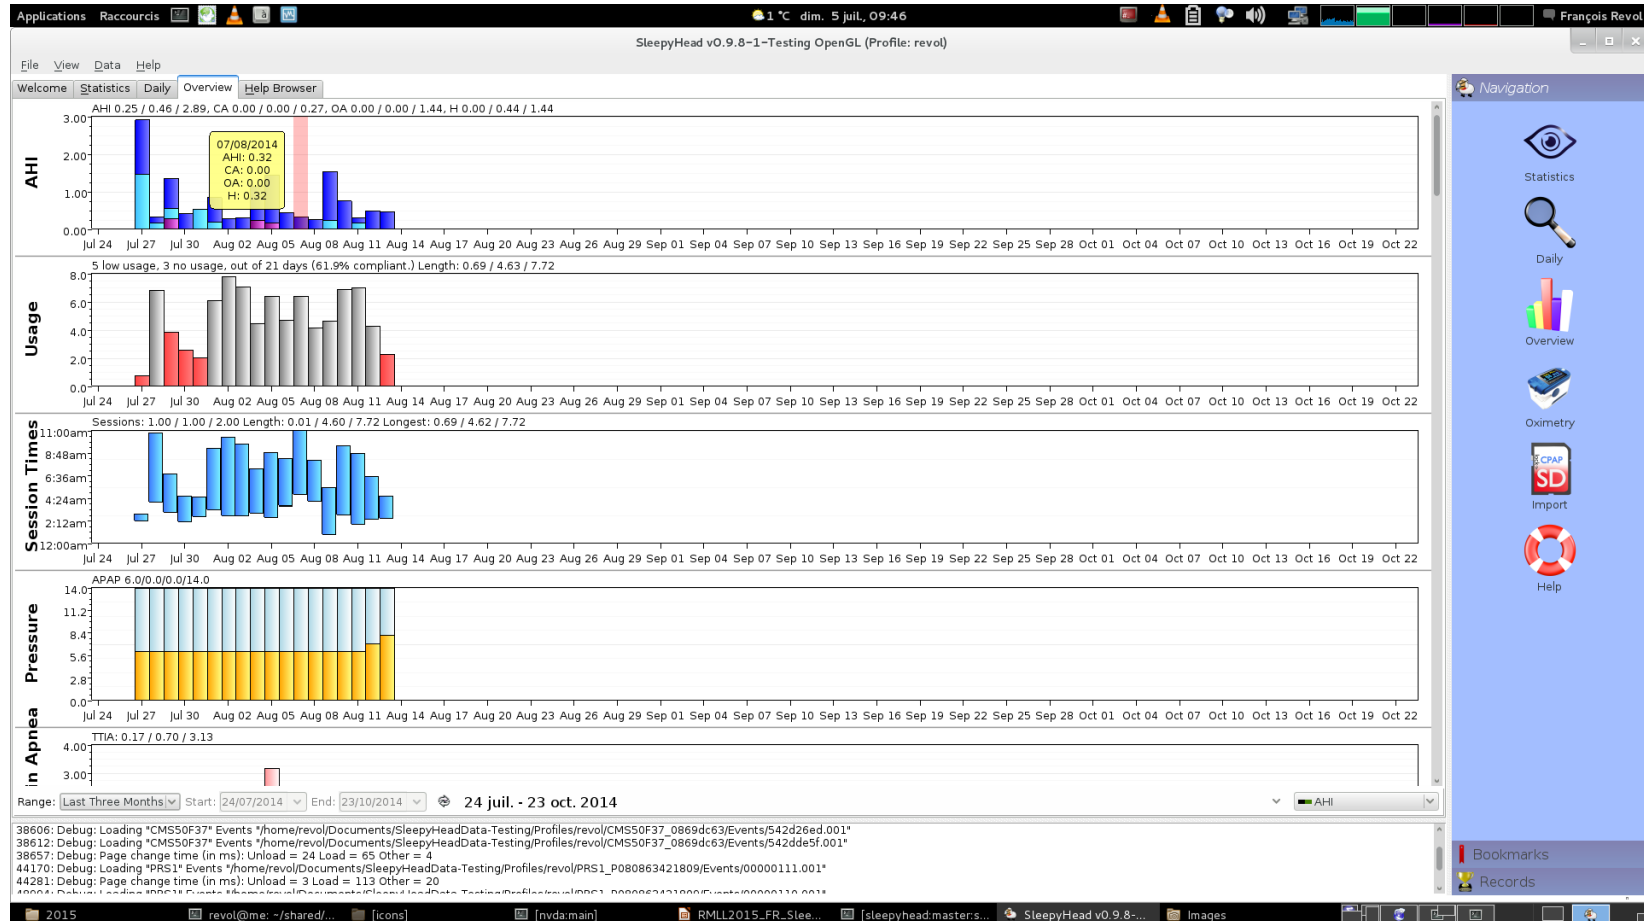 Applications Raccourcis 1 °C dim. 5 juil., 09:46 François Revol
SleepyHead v0.9.8-1-Testing OpenGL (Profile: revol)
File View Data Help
Welcome Statistics Daily Overview Help Browser
Navigation
AHI 0.25 / 0.46 / 2.89, CA 0.00 / 0.00 / 0.27, OA 0.00 / 0.00 / 1.44, H 0.00 / 0.44 / 1.44
AHI
3.00
2.00
1.00
0.00
07/08/2014
AHI: 0.32
CA: 0.00
OA: 0.00
H: 0.32
Jul 24 Jul 27 Jul 30 Aug 02 Aug 05 Aug 08 Aug 11 Aug 14 Aug 17 Aug 20 Aug 23 Aug 26 Aug 29 Sep 01 Sep 04 Sep 07 Sep 10 Sep 13 Sep 16 Sep 19 Sep 22 Sep 25 Sep 28 Oct 01 Oct 04 Oct 07 Oct 10 Oct 13 Oct 16 Oct 19 Oct 22
5 low usage, 3 no usage, out of 21 days (61.9% compliant.) Length: 0.69 / 4.63 / 7.72
Usage
8.0
6.0
4.0
2.0
0.0
Jul 24 Jul 27 Jul 30 Aug 02 Aug 05 Aug 08 Aug 11 Aug 14 Aug 17 Aug 20 Aug 23 Aug 26 Aug 29 Sep 01 Sep 04 Sep 07 Sep 10 Sep 13 Sep 16 Sep 19 Sep 22 Sep 25 Sep 28 Oct 01 Oct 04 Oct 07 Oct 10 Oct 13 Oct 16 Oct 19 Oct 22
Sessions: 1.00 / 1.00 / 2.00 Length: 0.01 / 4.60 / 7.72 Longest: 0.69 / 4.62 / 7.72
Session Times
11:00am
8:48am
6:36am
4:24am
2:12am
12:00am
Jul 24 Jul 27 Jul 30 Aug 02 Aug 05 Aug 08 Aug 11 Aug 14 Aug 17 Aug 20 Aug 23 Aug 26 Aug 29 Sep 01 Sep 04 Sep 07 Sep 10 Sep 13 Sep 16 Sep 19 Sep 22 Sep 25 Sep 28 Oct 01 Oct 04 Oct 07 Oct 10 Oct 13 Oct 16 Oct 19 Oct 22
APAP 6.0/0.0/0.0/14.0
Pressure
14.0
11.2
8.4
5.6
2.8
0.0
Jul 24 Jul 27 Jul 30 Aug 02 Aug 05 Aug 08 Aug 11 Aug 14 Aug 17 Aug 20 Aug 23 Aug 26 Aug 29 Sep 01 Sep 04 Sep 07 Sep 10 Sep 13 Sep 16 Sep 19 Sep 22 Sep 25 Sep 28 Oct 01 Oct 04 Oct 07 Oct 10 Oct 13 Oct 16 Oct 19 Oct 22
TTIA: 0.17 / 0.70 / 3.13
in Apnea
4.00
3.00
Range: Last Three Months Start: 24/07/2014 End: 23/10/2014 24 juil. - 23 oct. 2014 AHI
Statistics
Daily
Overview
Oximetry
CPAP
SD
Import
Help
Bookmarks
Records
38606: Debug: Loading "CMS50F37" Events "/home/revol/Documents/SleepyHeadData-Testing/Profiles/revol/CMS50F37_0869dc63/Events/542d26ed.001"
38612: Debug: Loading "CMS50F37" Events "/home/revol/Documents/SleepyHeadData-Testing/Profiles/revol/CMS50F37_0869dc63/Events/542dde5f.001"
38657: Debug: Page change time (in ms): Unload = 24 Load = 65 Other = 4
44170: Debug: Loading "PRS1" Events "/home/revol/Documents/SleepyHeadData-Testing/Profiles/revol/PRS1_P080863421809/Events/00000111.001"
44281: Debug: Page change time (in ms): Unload = 3 Load = 113 Other = 20
2015 revol@me: ~/shared/... [icons] [nvda:main] RMLL2015_FR_Slee... [sleepyhead:master:s... SleepyHead v0.9.8-... Images